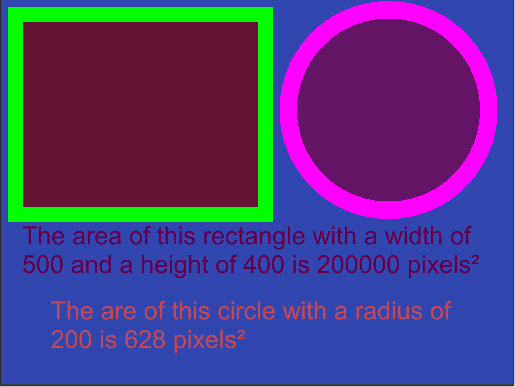 The area of this rectangle with a width of
500 and a height of 400 is 200000 pixels²
The are of this circle with a radius of
200 is 628 pixels²